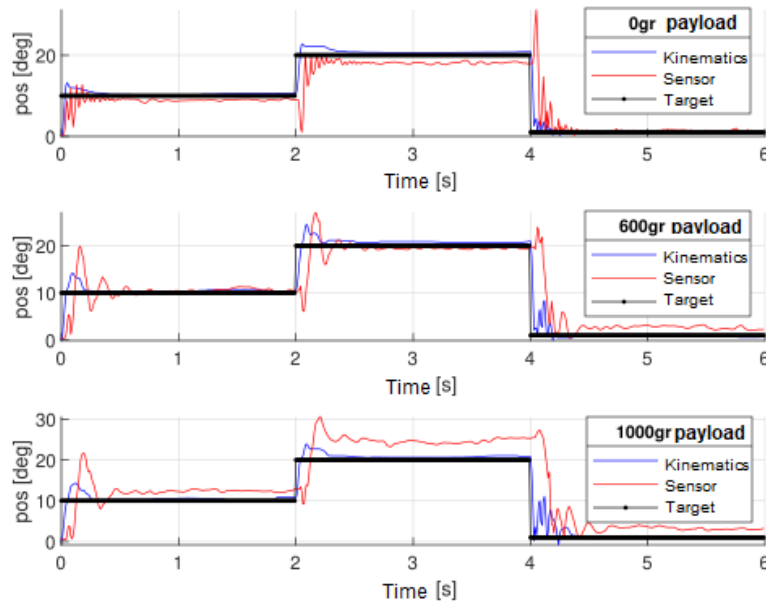 0gr payload
Kinematics
Sensor
Target
pos [deg]
20
0
0 1 2 3 4 5 6
Time [s]
600gr payload
Kinematics
Sensor
Target
pos [deg]
20
10
0
0 1 2 3 4 5 6
Time [s]
1000gr payload
Kinematics
Sensor
Target
pos [deg]
30
20
10
0
0 1 2 3 4 5 6
Time [s]